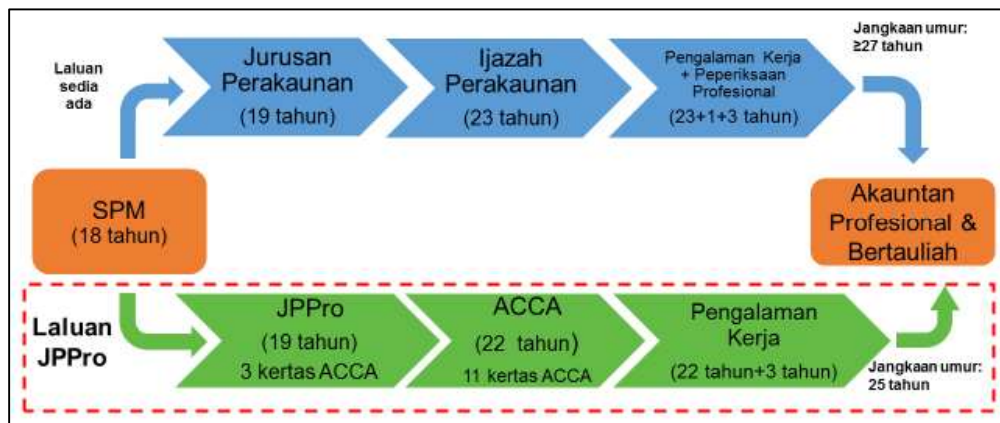 Laluan
sedia
ada
Jurusan
Perakaunan
(19 tahun)
Ijazah
Perakaunan
(23 tahun)
Pengalaman Kerja
+ Peperiksaan
Profesional
(23+1+3 tahun)
Jangkaan umur:
≥27 tahun
SPM
(18 tahun)
Akauntan
Profesional &
Bertauliah
Laluan
JPPro
JPPro
(19 tahun)
3 kertas ACCA
ACCA
(22 tahun)
11 kertas ACCA
Pengalaman
Kerja
(22 tahun+3 tahun)
Jangkaan umur:
25 tahun